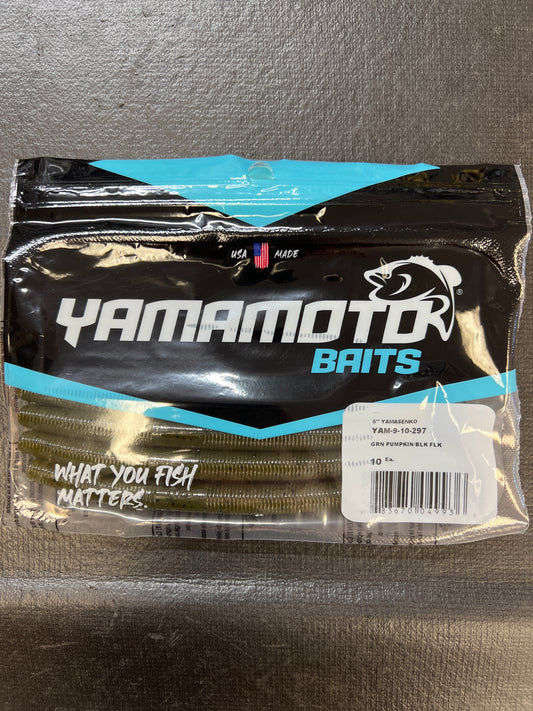 USA MADE
YAMAMOTO
®
BAITS
5" YAMASENKO
YAM-9-10-297
GRN PUMPKIN/BLK FLK
10 Ea.
WHAT YOU FISH
MATTERS.